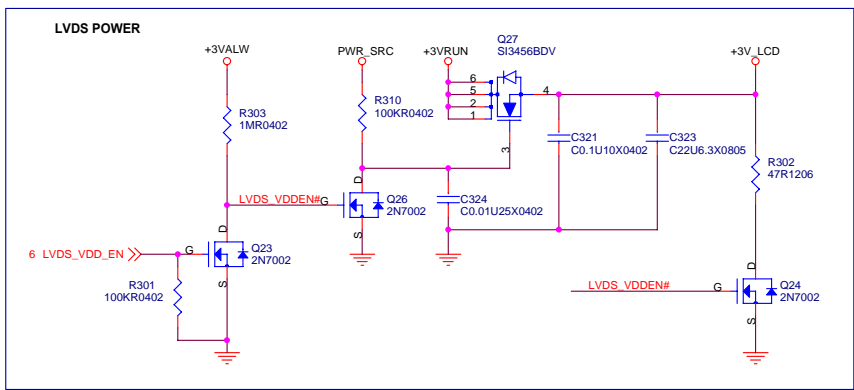 LVDS POWER
+3VALW
PWR_SRC
+3VRUN
Q27
SI3456BDV
+3V_LCD
6
5
2
1
4
3
R303
1MR0402
R310
100KR0402
C321
C0.1U10X0402
C323
C22U6.3X0805
R302
47R1206
LVDS_VDDEN#
G
D
S
Q26
2N7002
C324
C0.01U25X0402
6 LVDS_VDD_EN
G
D
S
Q23
2N7002
R301
100KR0402
LVDS_VDDEN#
G
D
S
Q24
2N7002